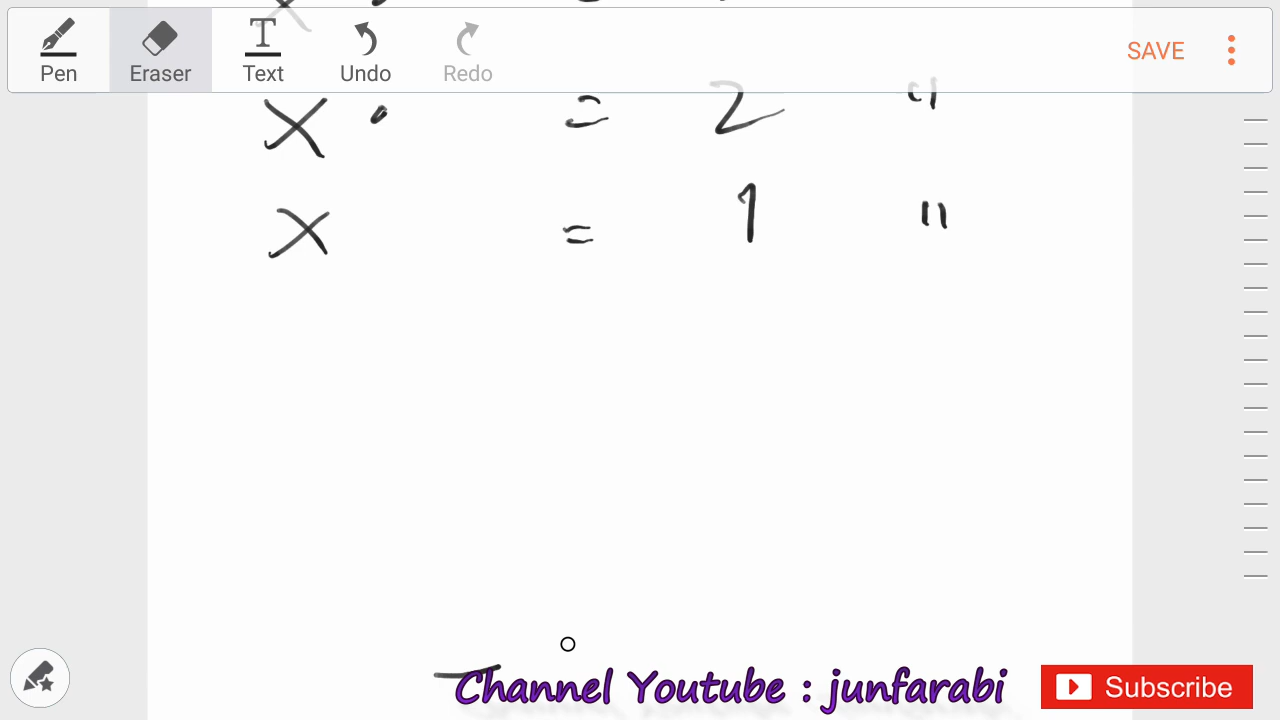 Pen Eraser Text Undo Redo SAVE
X • = 2 "
X = 1 "
Channel Youtube : junfarabi
Subscribe